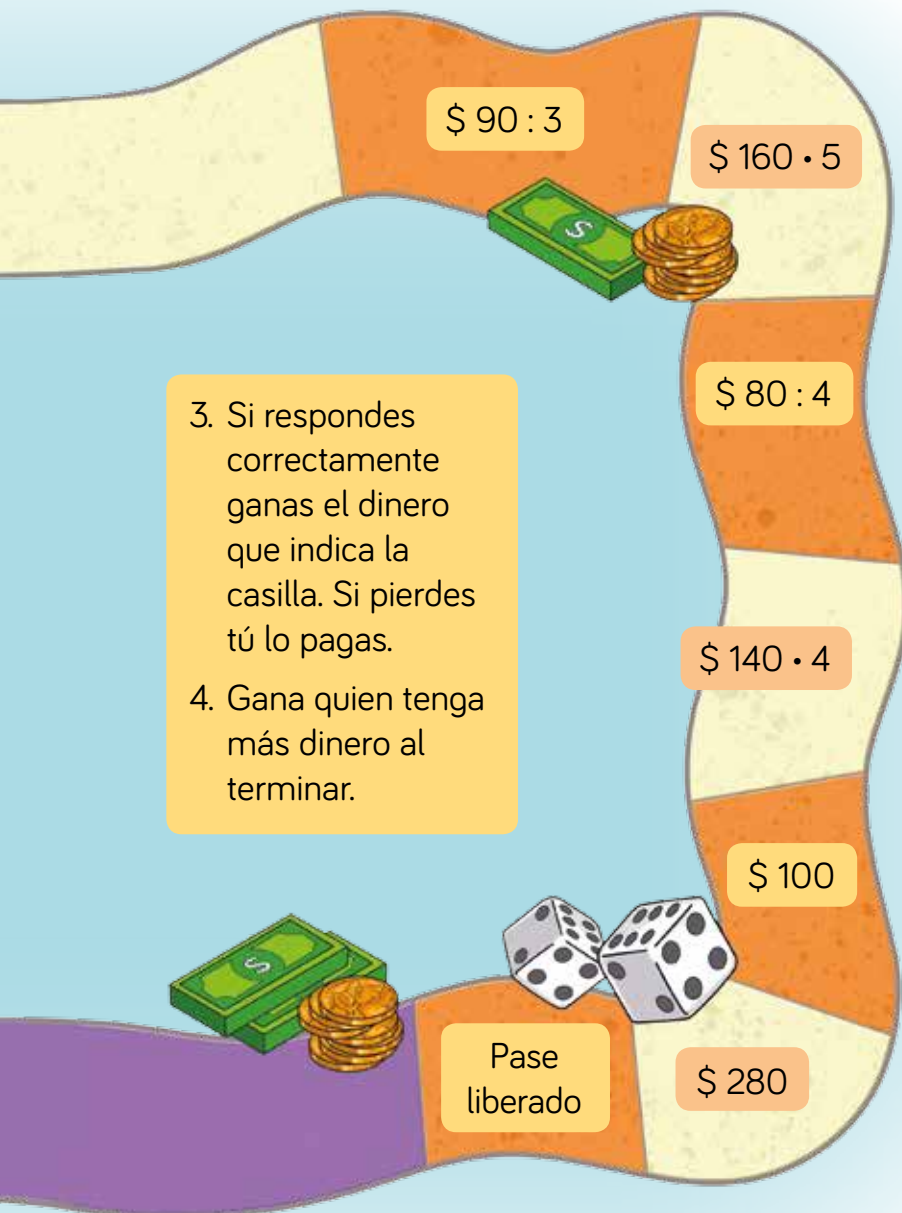 $ 90 : 3
$ 160 • 5
$ 80 : 4
3. Si respondes
correctamente
ganas el dinero
que indica la
casilla. Si pierdes
tú lo pagas.
4. Gana quien tenga
más dinero al
terminar.
$ 140 • 4
$ 100
Pase
liberado
$ 280